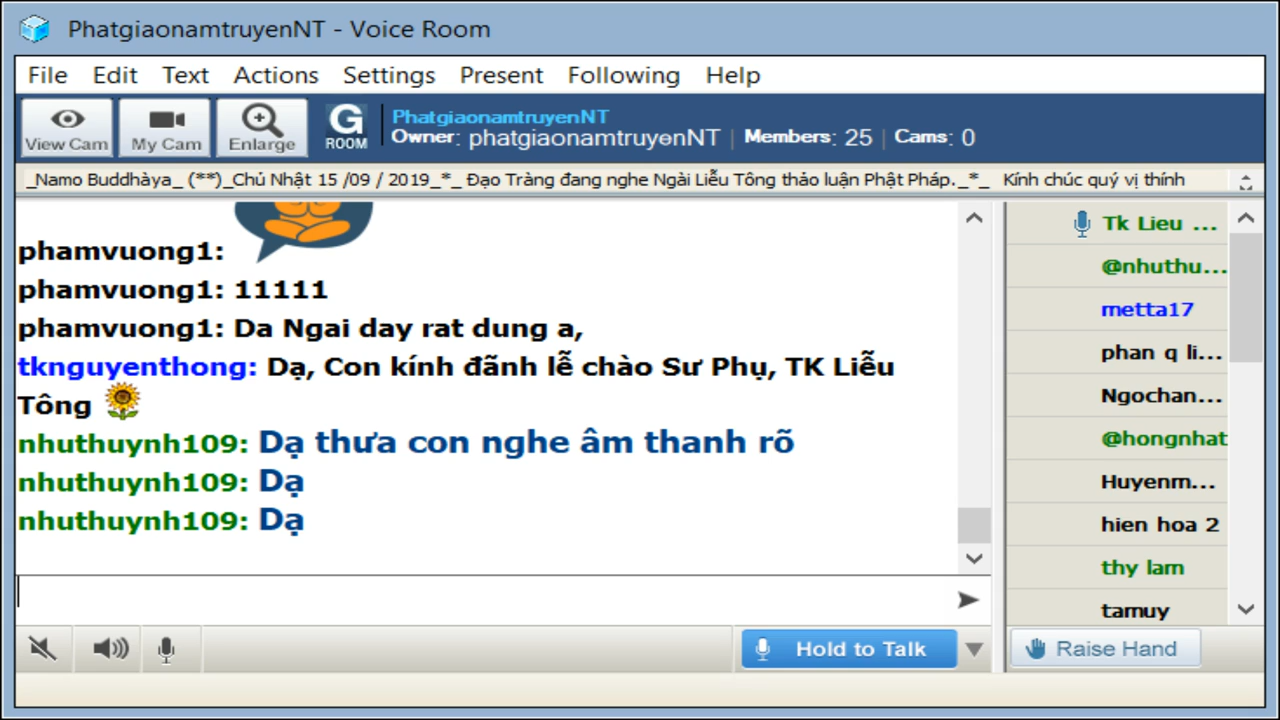 PhatgiaonamtruyenNT - Voice Room
File Edit Text Actions Settings Present Following Help
View Cam My Cam Enlarge G ROOM
PhatgiaonamtruyenNT
Owner: phatgiaonamtruyenNT | Members: 25 | Cams: 0
_Namo Buddhàya_ (**)_Chủ Nhật 15 /09 / 2019_*_ Đạo Tràng đang nghe Ngài Liễu Tông thảo luận Phật Pháp._*_ Kính chúc quý vị thính
phamvuong1:
phamvuong1: 11111
phamvuong1: Da Ngai day rat dung a,
tknguyenthong: Dạ, Con kính đãnh lễ chào Sư Phụ, TK Liễu
Tông
nhuthuynh109: Dạ thưa con nghe âm thanh rõ
nhuthuynh109: Dạ
nhuthuynh109: Dạ
Tk Lieu ...
@nhuthu...
metta17
phan q li...
Ngochan...
@hongnhat
Huyenm...
hien hoa 2
thy lam
tamuy
Hold to Talk
Raise Hand